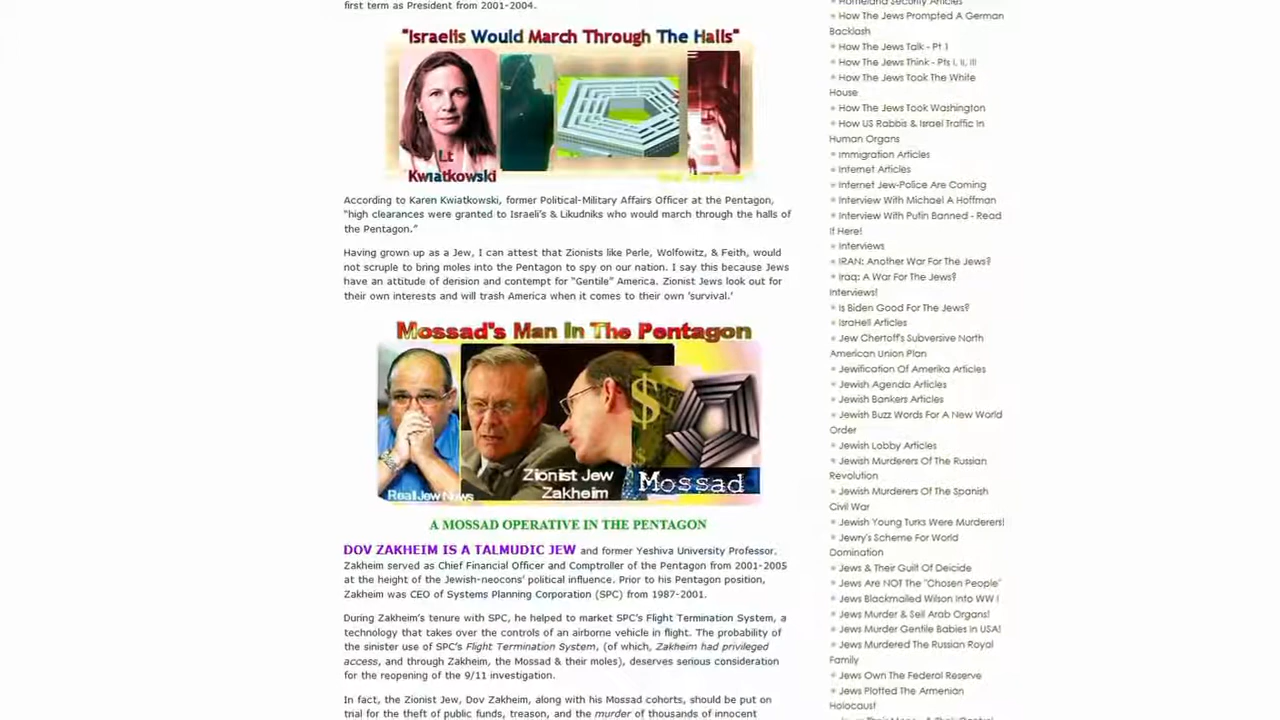 first term as President from 2001-2004.
"Israelis Would March Through The Halls"
Lt
Kwiatkowski
According to Karen Kwiatkowski, former Political-Military Affairs Officer at the Pentagon,
"high clearances were granted to Israeli's & Likudniks who would march through the halls of
the Pentagon."
Having grown up as a Jew, I can attest that Zionists like Perle, Wolfowitz, & Feith, would
not scruple to bring moles into the Pentagon to spy on our nation. I say this because Jews
have an attitude of derision and contempt for "Gentile" America. Zionist Jews look out for
their own interests and will trash America when it comes to their own 'survival.'
Mossad's Man In The Pentagon
Real Jew News
Zionist Jew
Zakheim
Mossad
A MOSSAD OPERATIVE IN THE PENTAGON
DOV ZAKHEIM IS A TALMUDIC JEW and former Yeshiva University Professor.
Zakheim served as Chief Financial Officer and Comptroller of the Pentagon from 2001-2005
at the height of the Jewish-neocons' political influence. Prior to his Pentagon position,
Zakheim was CEO of Systems Planning Corporation (SPC) from 1987-2001.
During Zakheim's tenure with SPC, he helped to market SPC's Flight Termination System, a
technology that takes over the controls of an airborne vehicle in flight. The probability of
the sinister use of SPC's Flight Termination System, (of which, Zakheim had privileged
access, and through Zakheim, the Mossad & their moles), deserves serious consideration
for the reopening of the 9/11 investigation.
In fact, the Zionist Jew, Dov Zakheim, along with his Mossad cohorts, should be put on
trial for the theft of public funds, treason, and the murder of thousands of innocent
Homeland Security Articles
How The Jews Prompted A German
Backlash
How The Jews Talk - Pt 1
How The Jews Think - Pts I, II, III
How The Jews Took The White
House
How The Jews Took Washington
How US Rabbis & Israel Traffic In
Human Organs
Immigration Articles
Internet Articles
Internet Jew-Police Are Coming
Interview With Michael A Hoffman
Interview With Putin Banned - Read
It Here!
Interviews
IRAN: Another War For The Jews?
Iraq: A War For The Jews?
Interviews!
Is Biden Good For The Jews?
IsraHell Articles
Jew Chertoff's Subversive North
American Union Plan
Jewification Of Amerika Articles
Jewish Agenda Articles
Jewish Bankers Articles
Jewish Buzz Words For A New World
Order
Jewish Lobby Articles
Jewish Murderers Of The Russian
Revolution
Jewish Murderers Of The Spanish
Civil War
Jewish Young Turks Were Murderers!
Jewry's Scheme For World
Domination
Jews & Their Guilt Of Deicide
Jews Are NOT The "Chosen People"
Jews Blackmailed Wilson Into WW I
Jews Murder & Sell Arab Organs!
Jews Murder Gentile Babies In USA!
Jews Murdered The Russian Royal
Family
Jews Own The Federal Reserve
Jews Plotted The Armenian
Holocaust